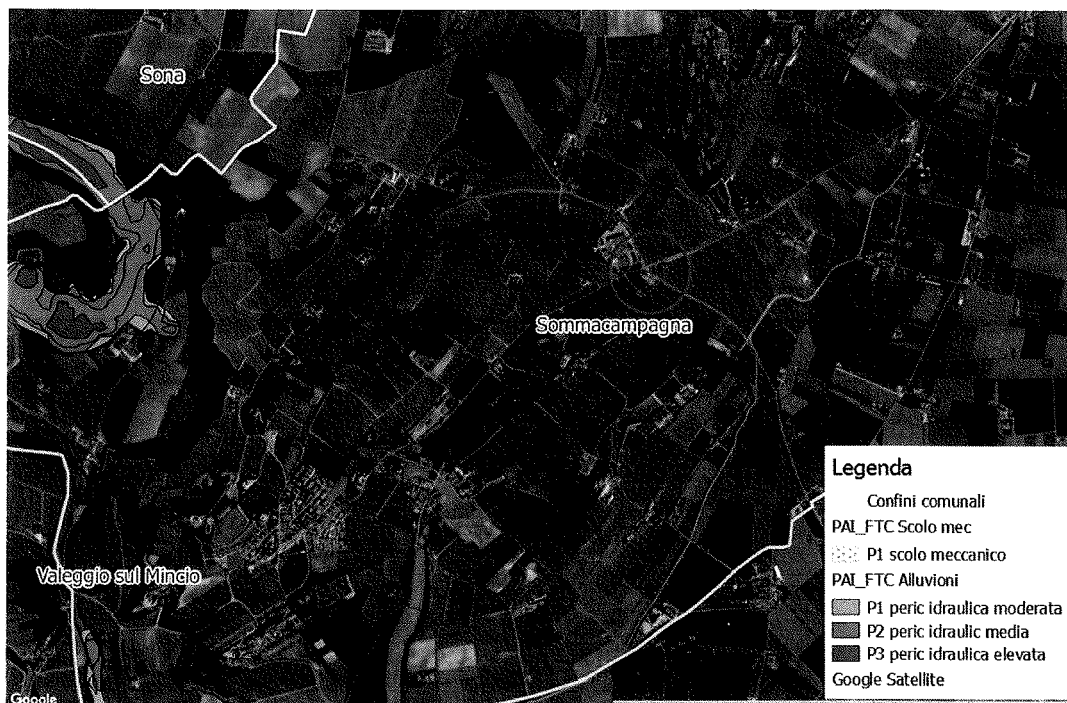 Sona
Sommacampagna
Valeggio sul Mincio
Google
Legenda
Confini comunali
PAI_FTC Scolo mec
P1 scolo meccanico
PAI_FTC Alluvioni
P1 peric idraulica moderata
P2 peric idraulic media
P3 peric idraulica elevata
Google Satellite